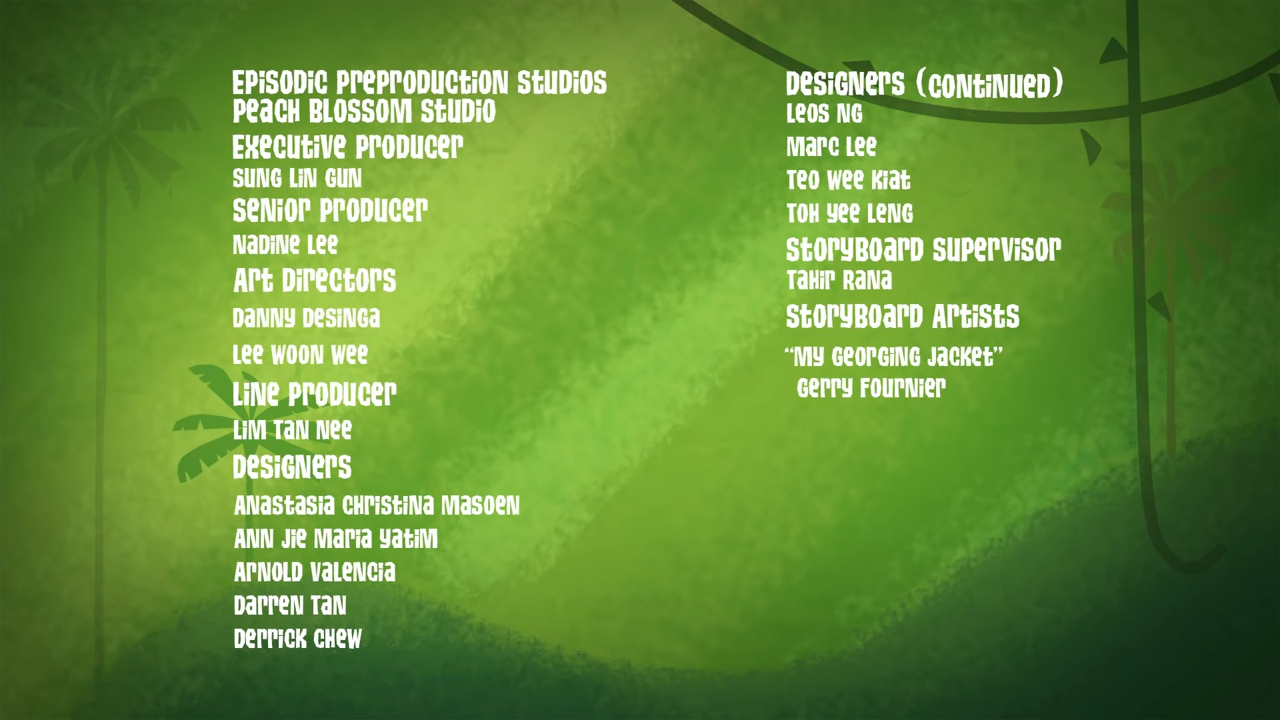 Episodic Preproduction Studios
Peach Blossom Studio
Executive Producer
Sung Lin Gun
Senior Producer
Nadine Lee
Art Directors
Danny Desinga
Lee Woon Wee
Line Producer
Lim Tan Nee
Designers
Anastasia Christina Masoen
Ann Jie Maria Yatim
Arnold Valencia
Darren Tan
Derrick Chew
Designers (continued)
Leos Ng
Marc Lee
Teo Wee Kiat
Toh Yee Leng
Storyboard Supervisor
Tahir Rana
Storyboard Artists
“My Georging Jacket”
Gerry Fournier